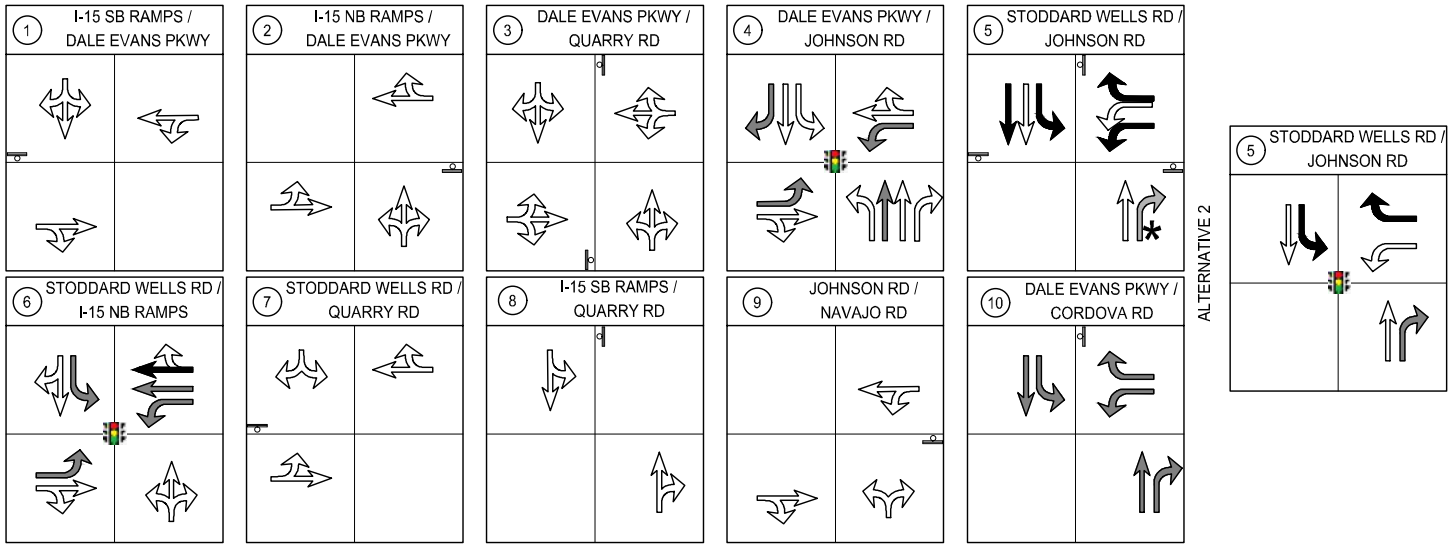 1
I-15 SB RAMPS /
DALE EVANS PKWY
2
I-15 NB RAMPS /
DALE EVANS PKWY
3
DALE EVANS PKWY /
QUARRY RD
4
DALE EVANS PKWY /
JOHNSON RD
5
STODDARD WELLS RD /
JOHNSON RD
*
6
STODDARD WELLS RD /
I-15 NB RAMPS
7
STODDARD WELLS RD /
QUARRY RD
8
I-15 SB RAMPS /
QUARRY RD
9
JOHNSON RD /
NAVAJO RD
10
DALE EVANS PKWY /
CORDOVA RD
ALTERNATIVE 2
5
STODDARD WELLS RD /
JOHNSON RD